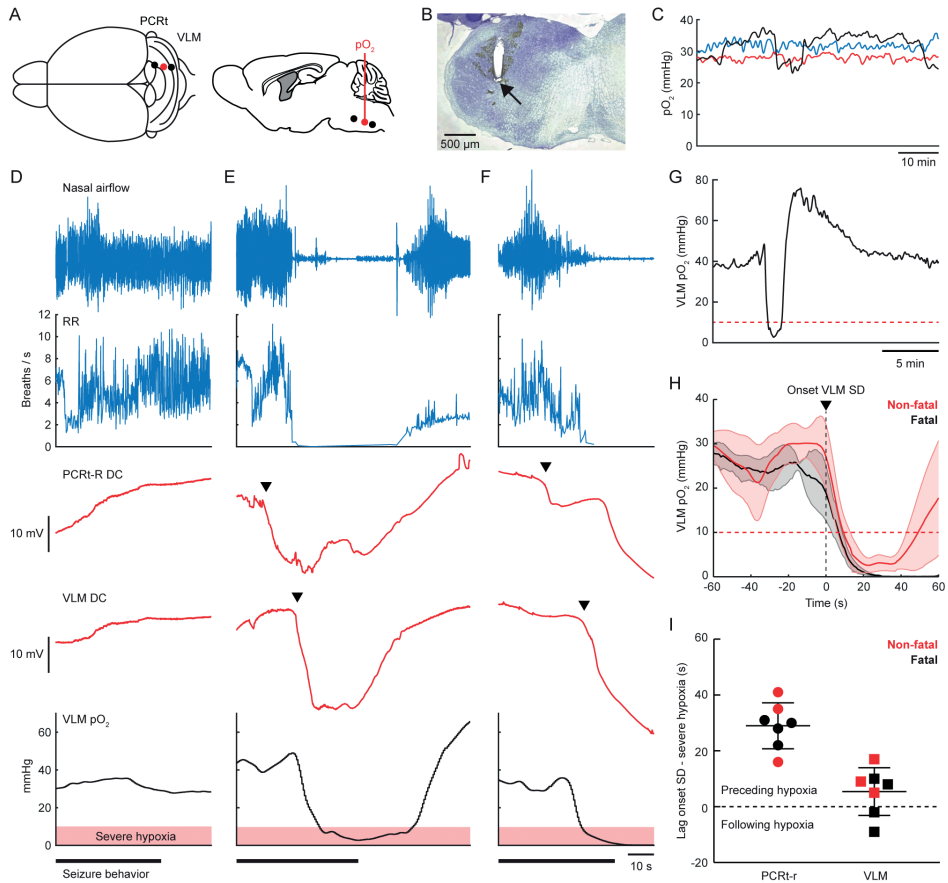 A
PCRt
VLM
pO2
B
500 µm
C
40
30
20
10
0
pO2 (mmHg)
10 min
D
E
F
Nasal airflow
RR
12
10
8
6
4
2
0
Breaths / s
PCRt-R DC
10 mV
VLM DC
10 mV
VLM pO2
60
40
20
0
mmHg
Severe hypoxia
10 s
Seizure behavior
G
80
60
40
20
0
VLM pO2 (mmHg)
5 min
H
Onset VLM SD
Non-fatal
Fatal
40
30
20
10
0
VLM pO2 (mmHg)
-60 -40 -20 0 20 40 60
Time (s)
I
Non-fatal
Fatal
60
40
20
0
-20
Lag onset SD - severe hypoxia (s)
Preceding hypoxia
Following hypoxia
PCRt-r VLM